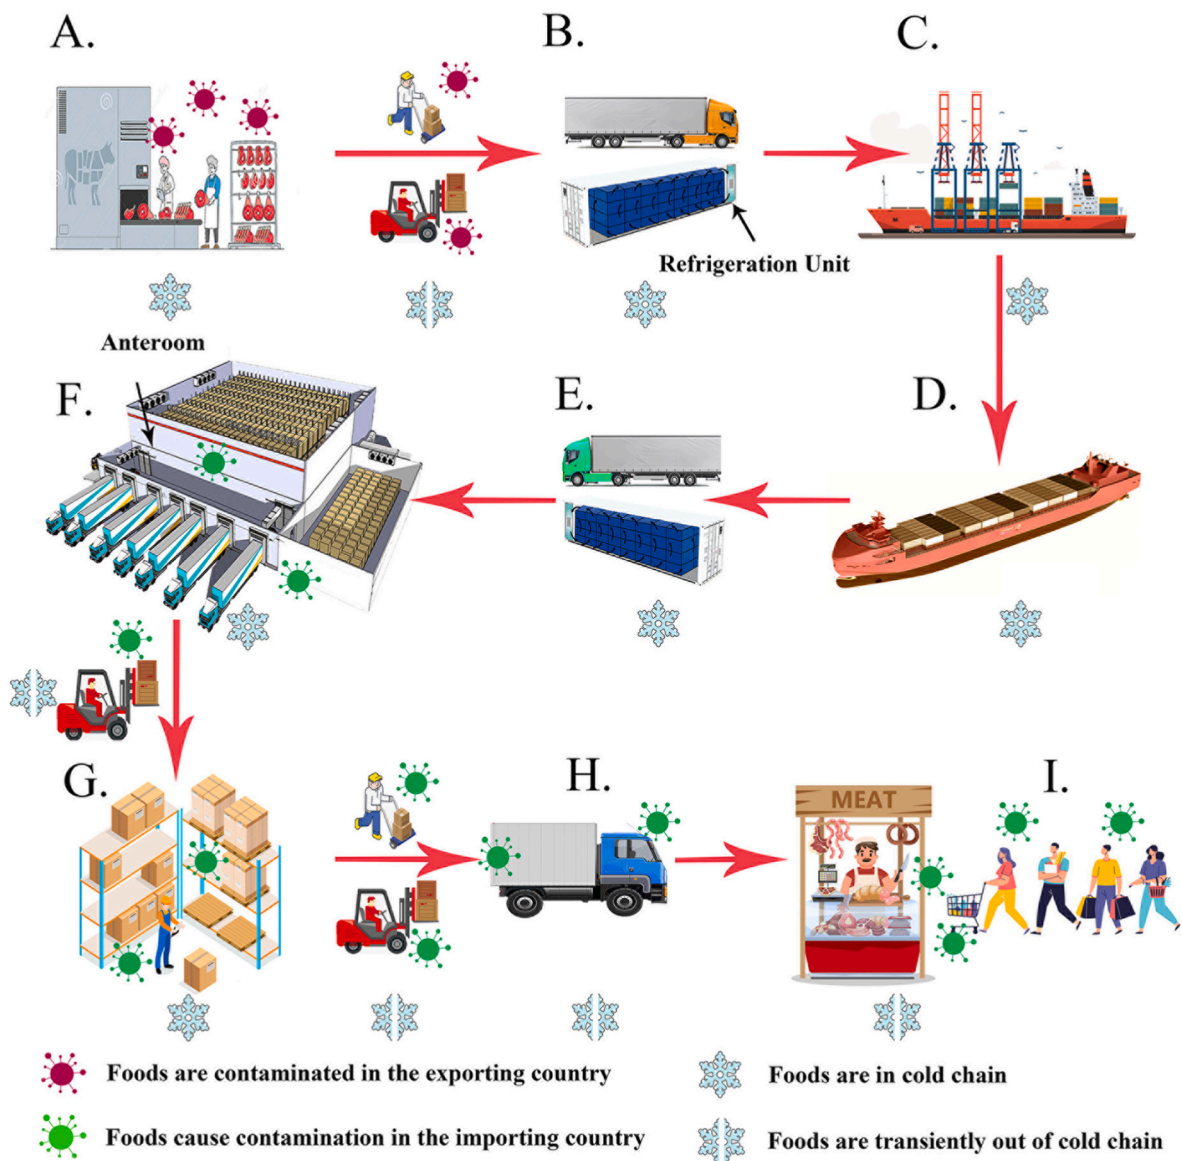 A.
B.
C.
Refrigeration Unit
Anteroom
F.
E.
D.
G.
H.
I.
MEAT
Foods are contaminated in the exporting country
Foods are in cold chain
Foods cause contamination in the importing country
Foods are transiently out of cold chain